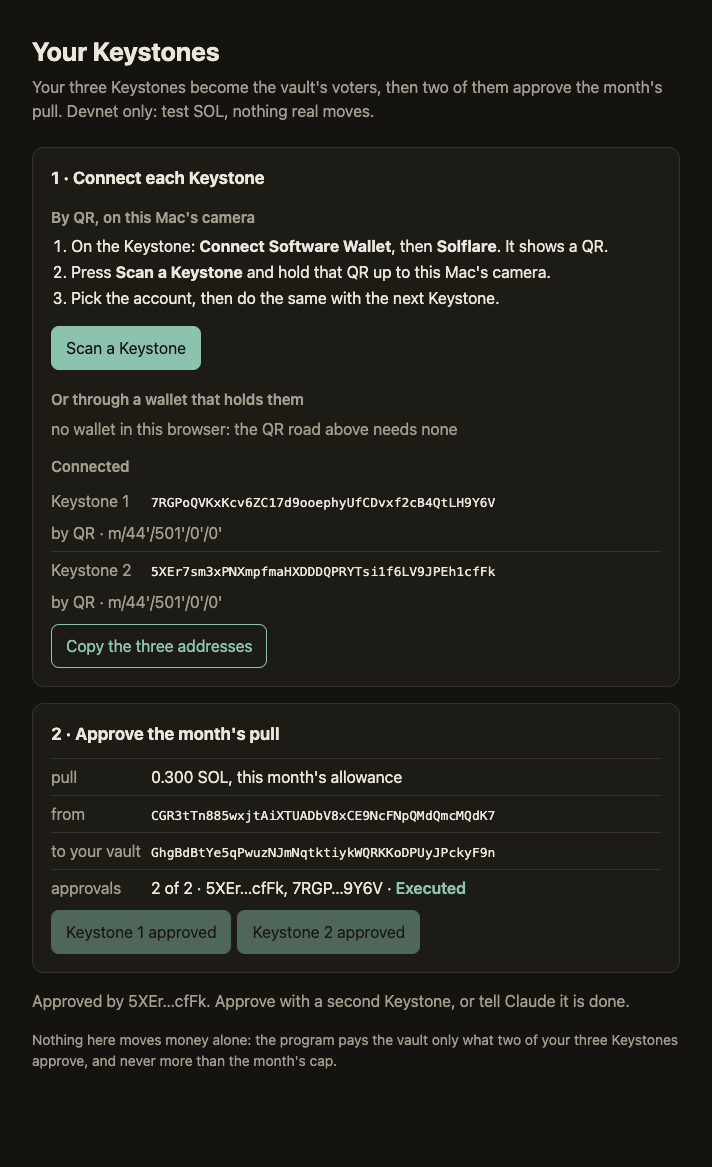 Your Keystones
Your three Keystones become the vault's voters, then two of them approve the month's
pull. Devnet only: test SOL, nothing real moves.
1 · Connect each Keystone
By QR, on this Mac's camera
1. On the Keystone: Connect Software Wallet, then Solflare. It shows a QR.
2. Press Scan a Keystone and hold that QR up to this Mac's camera.
3. Pick the account, then do the same with the next Keystone.
Scan a Keystone
Or through a wallet that holds them
no wallet in this browser: the QR road above needs none
Connected
Keystone 1 7RGPoQVKxKcv6ZC17d9ooephyUfCDvxf2cB4QtLH9Y6V
by QR · m/44'/501'/0'/0'
Keystone 2 5XEr7sm3xPNXmpfmaHXDDDQPRYTsi1f6LV9JPEh1cfFk
by QR · m/44'/501'/0'/0'
Copy the three addresses
2 · Approve the month's pull
pull 0.300 SOL, this month's allowance
from CGR3tTn885wxjtAiXTUADbV8xCE9NcFNpQMdQmcMQdK7
to your vault GhgBdBtYe5qPwuzNJmNqtktiykWQRKKoDPUyJPckyF9n
approvals 2 of 2 · 5XEr…cfFk, 7RGP…9Y6V · Executed
Keystone 1 approved Keystone 2 approved
Approved by 5XEr…cfFk. Approve with a second Keystone, or tell Claude it is done.
Nothing here moves money alone: the program pays the vault only what two of your three Keystones
approve, and never more than the month's cap.